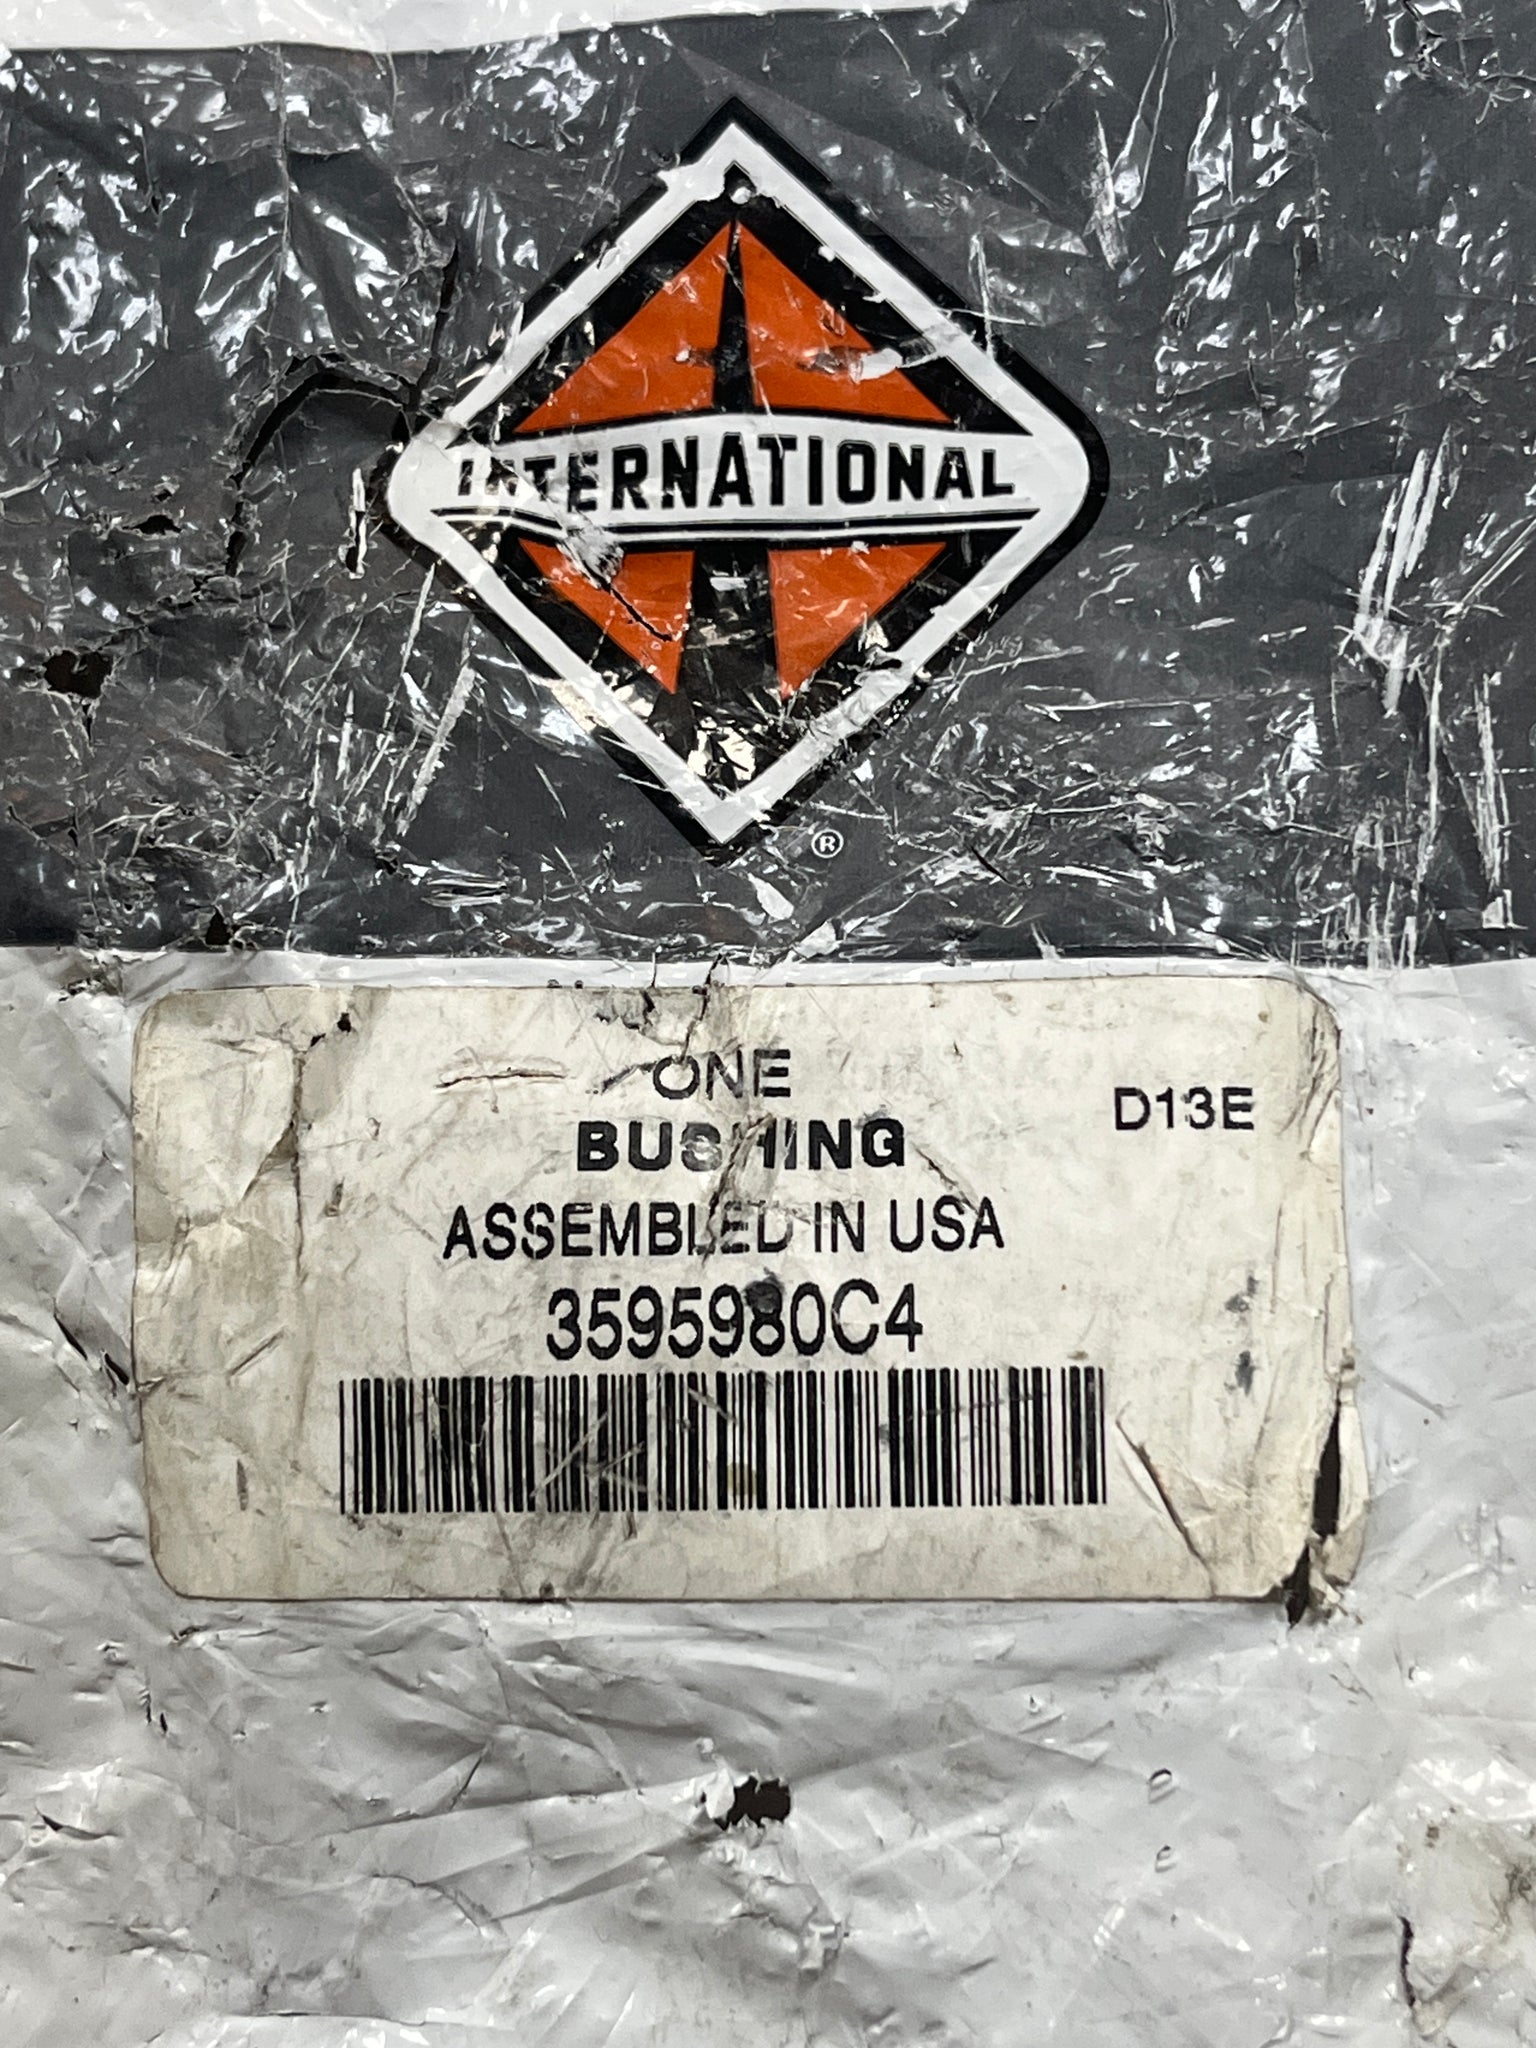 INTERNATIONAL
®
ONE
BUSHING
D13E
ASSEMBLED IN USA
3595980C4